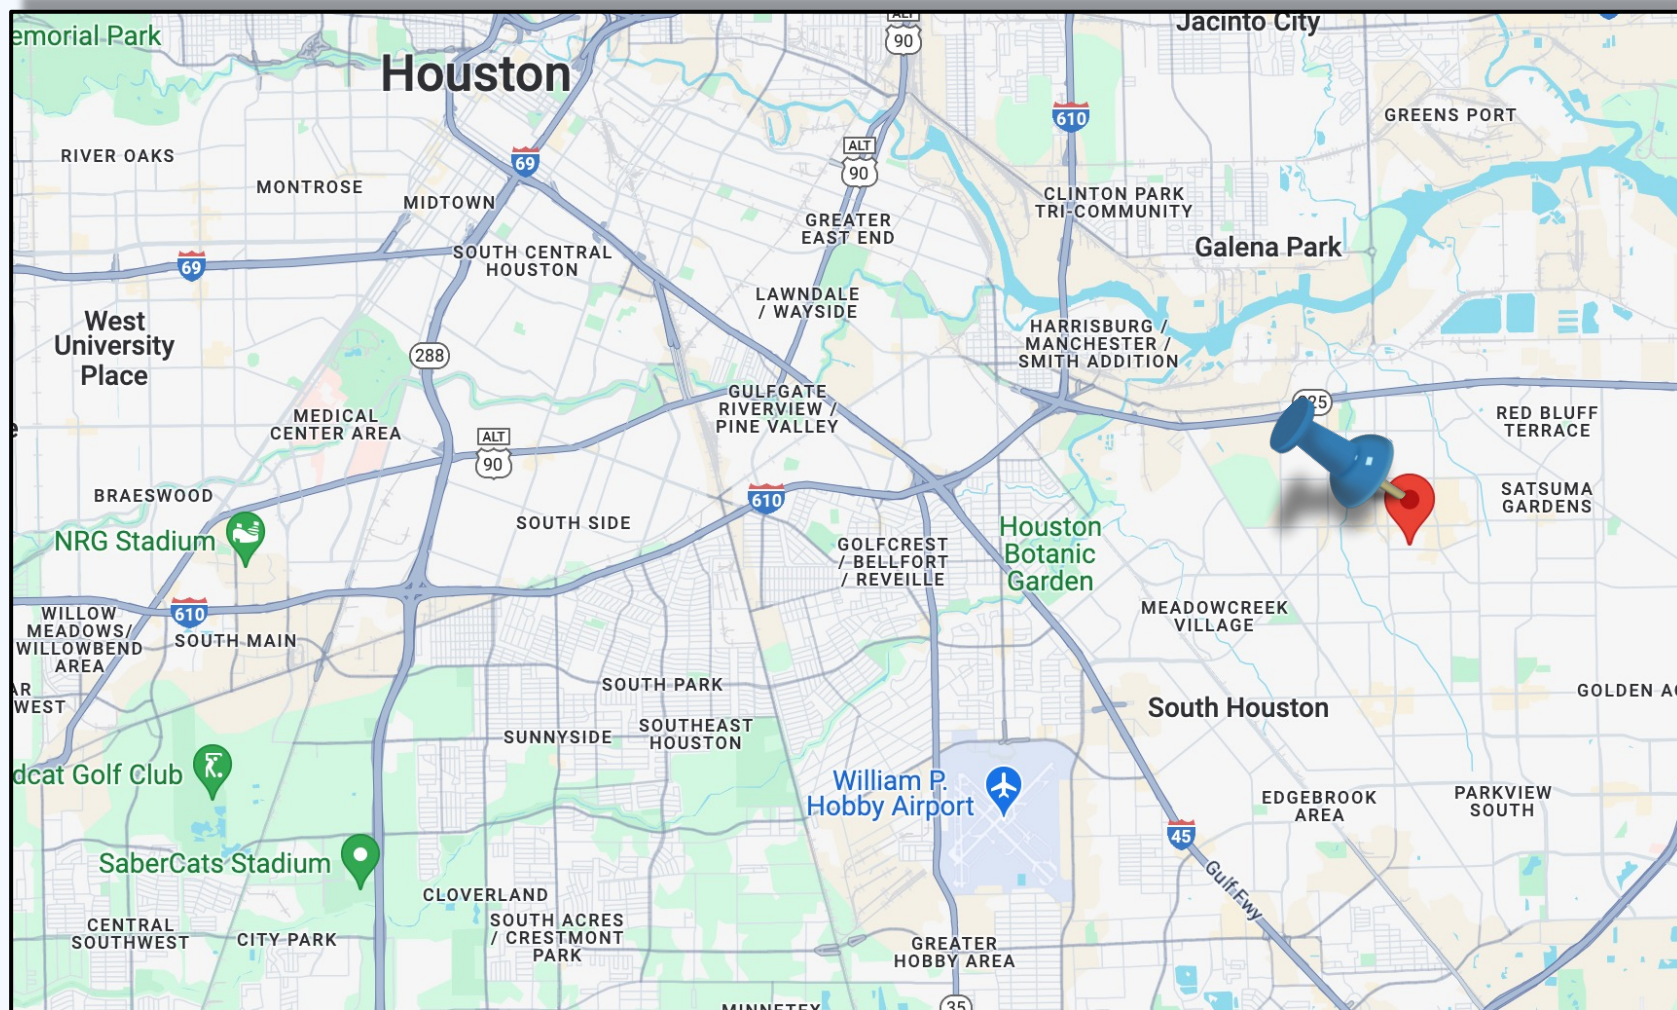 Jacinto City
emorial Park
ALT
90
Houston
610
GREENS PORT
ALT
90
RIVER OAKS
69
MONTROSE
MIDTOWN
CLINTON PARK
TRI-COMMUNITY
GREATER
EAST END
Galena Park
69
SOUTH CENTRAL
HOUSTON
LAWNDALE
/ WAYSIDE
West
University
Place
HARRISBURG /
MANCHESTER /
SMITH ADDITION
288
GULFGATE
RIVERVIEW /
PINE VALLEY
MEDICAL
CENTER AREA
25
RED BLUFF
TERRACE
e
ALT
90
BRAESWOOD
610
SATSUMA
GARDENS
NRG Stadium
SOUTH SIDE
Houston
Botanic
Garden
GOLFCREST
/ BELLFORT
/ REVEILLE
610
WILLOW
MEADOWS/
WILLOWBEND
AREA
SOUTH MAIN
MEADOWCREEK
VILLAGE
AR
WEST
SOUTH PARK
GOLDEN AC
South Houston
SUNNYSIDE
SOUTHEAST
HOUSTON
dcat Golf Club
William P.
Hobby Airport
EDGEBROOK
AREA
PARKVIEW
SOUTH
45
SaberCats Stadium
Gulf Fwy
CLOVERLAND
CENTRAL
SOUTHWEST
CITY PARK
SOUTH ACRES
/ CRESTMONT
PARK
GREATER
HOBBY AREA
MINNETEX
35